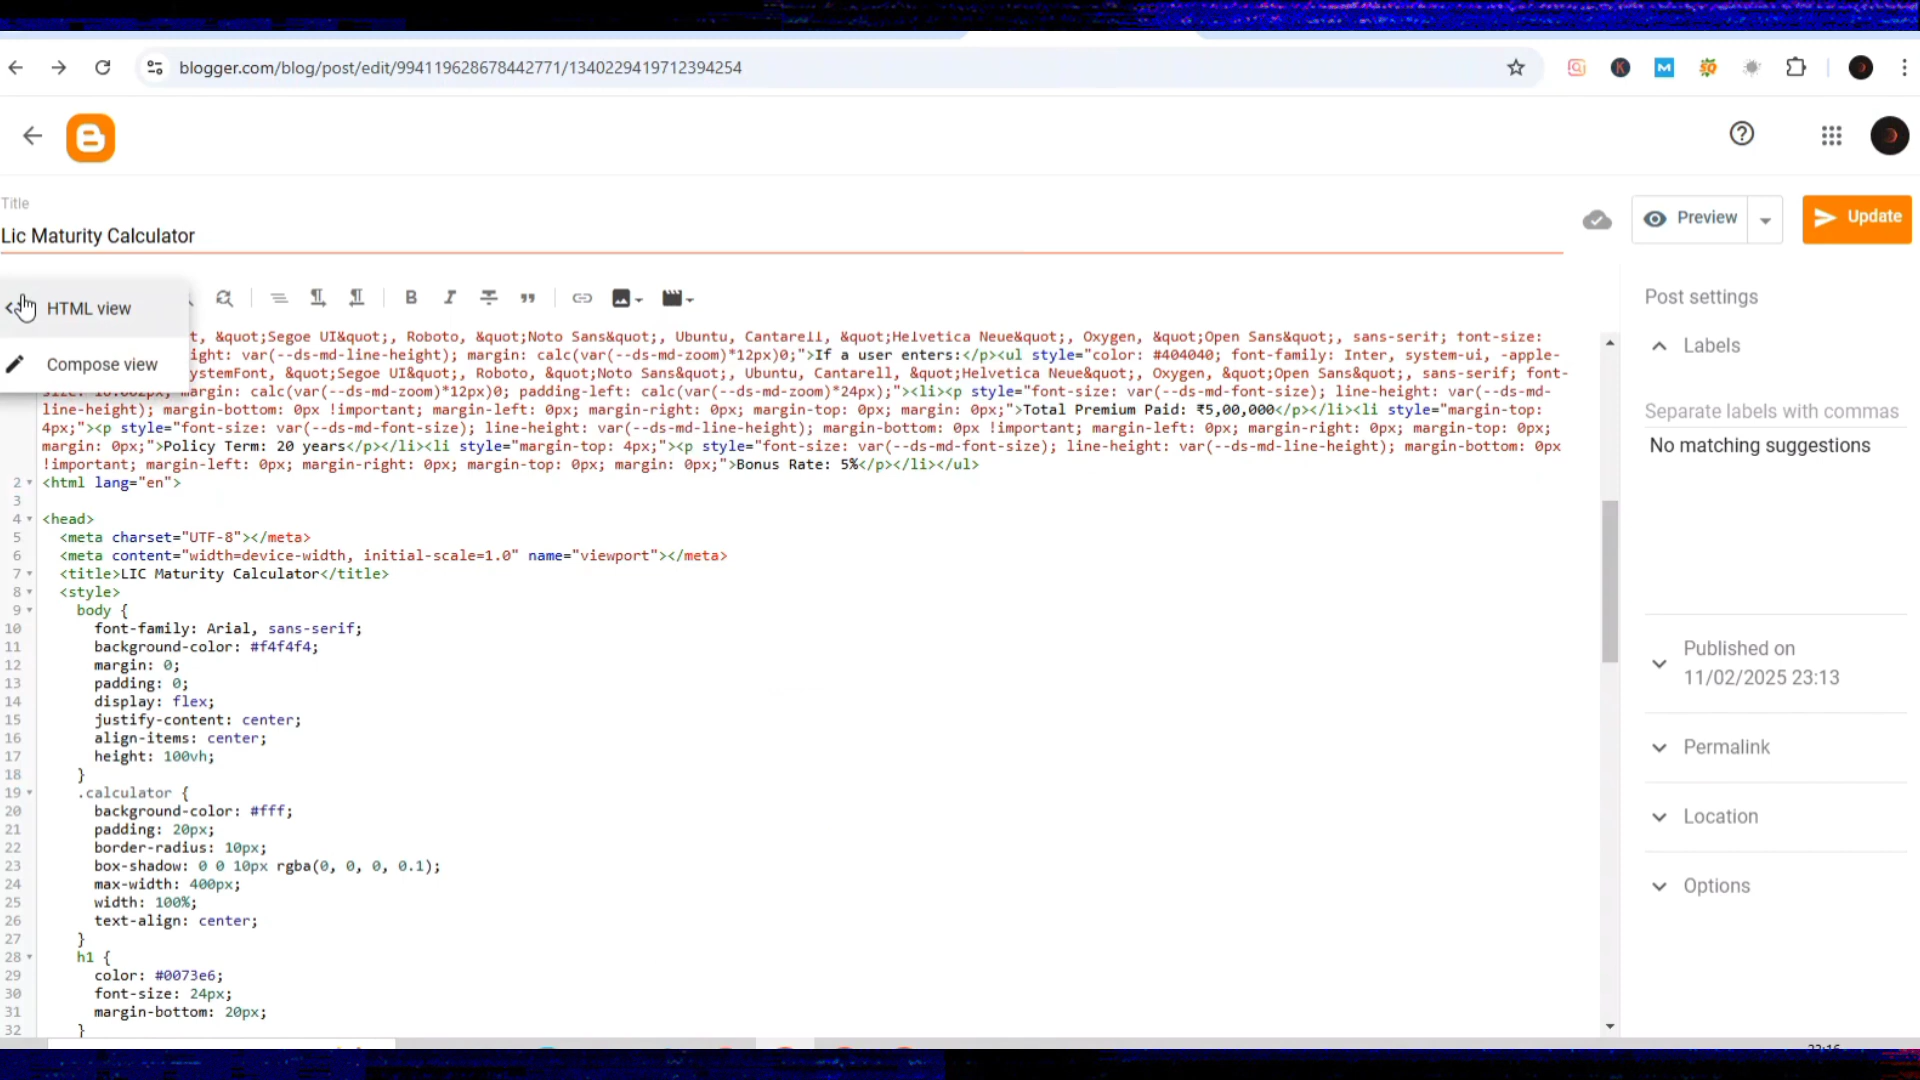 blogger.com/blog/post/edit/994119628678442771/1340229419712394254
Title
Lic Maturity Calculator
Preview
Update
HTML view
Compose view
t, &quot;Segoe UI&quot;, Roboto, &quot;Noto Sans&quot;, Ubuntu, Cantarell, &quot;Helvetica Neue&quot;, Oxygen, &quot;Open Sans&quot;, sans-serif; font-size:
ight: var(--ds-md-line-height); margin: calc(var(--ds-md-zoom)*12px)0;">If a user enters:</p><ul style="color: #404040; font-family: Inter, system-ui, -apple-
ystemFont, &quot;Segoe UI&quot;, Roboto, &quot;Noto Sans&quot;, Ubuntu, Cantarell, &quot;Helvetica Neue&quot;, Oxygen, &quot;Open Sans&quot;, sans-serif; font-
margin: calc(var(--ds-md-zoom)*12px)0; padding-left: calc(var(--ds-md-zoom)*24px);"><li><p style="font-size: var(--ds-md-font-size); line-height: var(--ds-md-
line-height); margin-bottom: 0px !important; margin-left: 0px; margin-right: 0px; margin-top: 0px; margin: 0px;">Total Premium Paid: ₹5,00,000</p></li><li style="margin-top:
4px;"><p style="font-size: var(--ds-md-font-size); line-height: var(--ds-md-line-height); margin-bottom: 0px !important; margin-left: 0px; margin-right: 0px; margin-top: 0px;
margin: 0px;">Policy Term: 20 years</p></li><li style="margin-top: 4px;"><p style="font-size: var(--ds-md-font-size); line-height: var(--ds-md-line-height); margin-bottom: 0px
!important; margin-left: 0px; margin-right: 0px; margin-top: 0px; margin: 0px;">Bonus Rate: 5%</p></li></ul>
2 <html lang="en">
3
4 <head>
5 <meta charset="UTF-8"></meta>
6 <meta content="width=device-width, initial-scale=1.0" name="viewport"></meta>
7 <title>LIC Maturity Calculator</title>
8 <style>
9 body {
10 font-family: Arial, sans-serif;
11 background-color: #f4f4f4;
12 margin: 0;
13 padding: 0;
14 display: flex;
15 justify-content: center;
16 align-items: center;
17 height: 100vh;
18 }
19 .calculator {
20 background-color: #fff;
21 padding: 20px;
22 border-radius: 10px;
23 box-shadow: 0 0 10px rgba(0, 0, 0, 0.1);
24 max-width: 400px;
25 width: 100%;
26 text-align: center;
27 }
28 h1 {
29 color: #0073e6;
30 font-size: 24px;
31 margin-bottom: 20px;
32 }
Post settings
Labels
Separate labels with commas
No matching suggestions
Published on
11/02/2025 23:13
Permalink
Location
Options